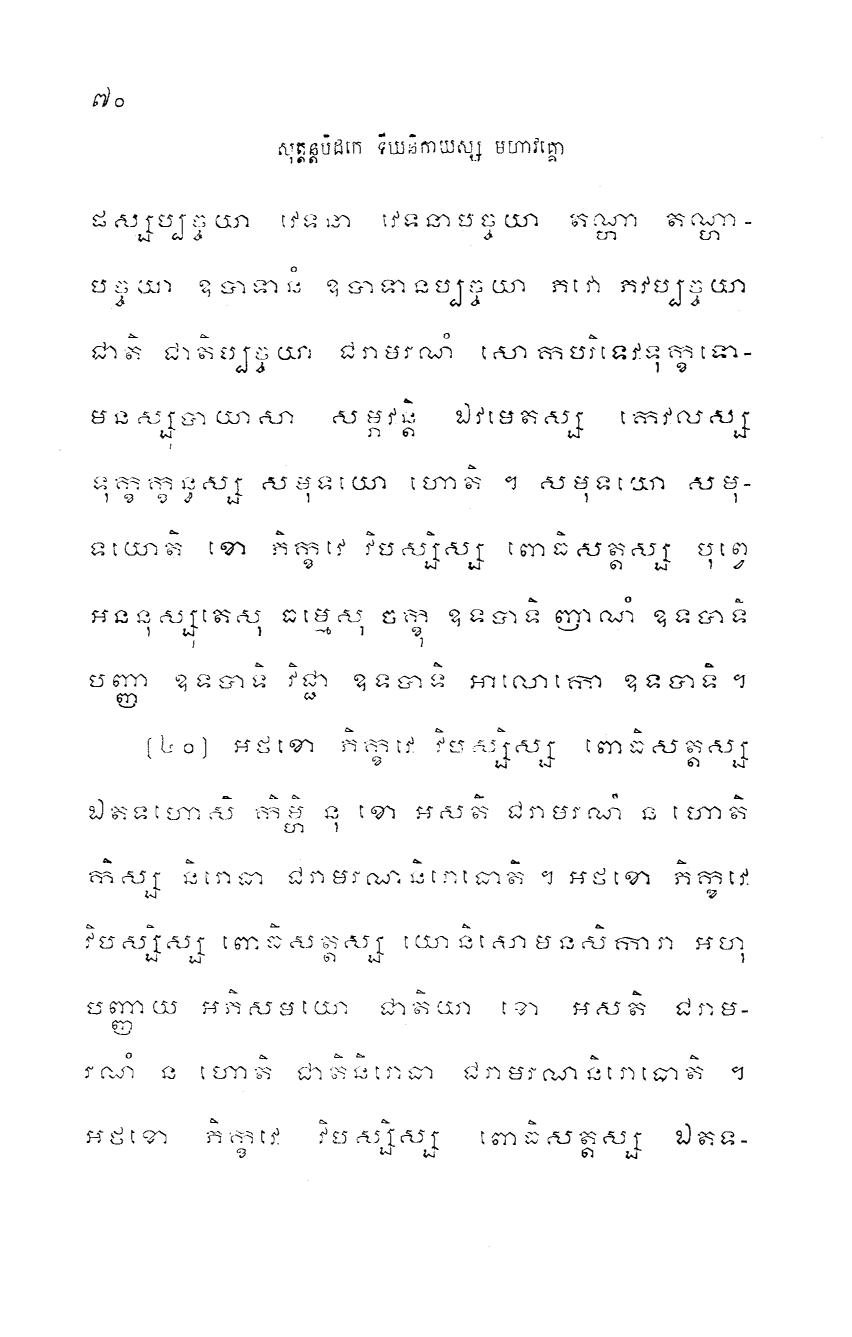 ៧០
សុត្តន្តបិដកេ ទីឃនិកាយស្ស មហាវគ្គោ
ផស្សប្បច្ចយា វេទនា វេទនាបច្ចយា តណ្ហា តណ្ហា-
បច្ចយា ឧបាទានំ ឧបាទានប្បច្ចយា ភវោ ភវប្បច្ចយា
ជាតិ ជាតិប្បច្ចយា ជរាមរណំ សោកបរិទេវទុក្ខទោ-
មនស្សុបាយាសា សម្ភវន្តិ ឯវមេតស្ស កេវលស្ស
ទុក្ខក្ខន្ធស្ស សមុទយោ ហោតិ ។ សមុទយោ សមុ-
ទយោតិ ខោ ភិក្ខវេ វិបស្សិស្ស ពោធិសត្តស្ស បុព្វេ
អននុស្សុតេសុ ធម្មេសុ ចក្ខុ ឧទបាទិ ញាណំ ឧទបាទិ
បញ្ញា ឧទបាទិ វិជ្ជា ឧទបាទិ អាលោកោ ឧទបាទិ ។
[៤០] អថខោ ភិក្ខវេ វិបស្សិស្ស ពោធិសត្តស្ស
ឯតទហោសិ កិម្ហិ នុ ខោ អសតិ ជរាមរណំ ន ហោតិ
កិស្ស និរោធា ជរាមរណនិរោធោតិ ។ អថខោ ភិក្ខវេ
វិបស្សិស្ស ពោធិសត្តស្ស យោនិសោមនសិការា អហុ
បញ្ញាយ អភិសមយោ ជាតិយា ខោ អសតិ ជរាម-
រណំ ន ហោតិ ជាតិនិរោធា ជរាមរណនិរោធោតិ ។
អថខោ ភិក្ខវេ វិបស្សិស្ស ពោធិសត្តស្ស ឯតទ-